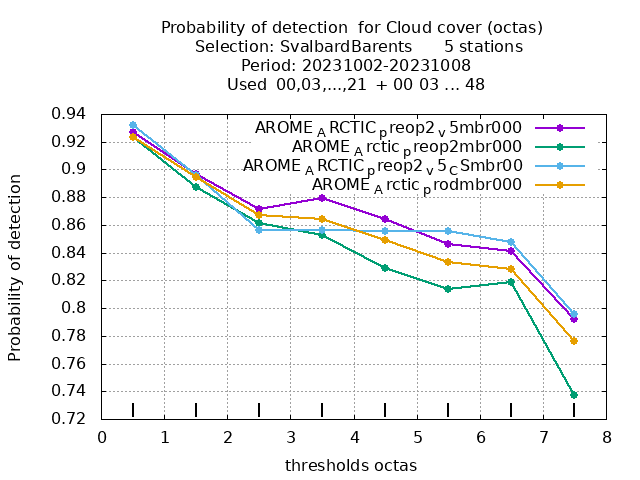 Probability of detection  for Cloud cover (octas)
Selection: SvalbardBarents      5 stations
Period: 20231002-20231008
Used  00,03,...,21  + 00 03 ... 48
AROME_ARCTIC_preop2_v5mbr000
AROME_Arctic_preop2mbr000
AROME_ARCTIC_preop2_v5_CSmbr00
AROME_Arctic_prodmbr000
Probability of detection
0.94
0.92
0.9
0.88
0.86
0.84
0.82
0.8
0.78
0.76
0.74
0.72
0 1 2 3 4 5 6 7 8
thresholds octas